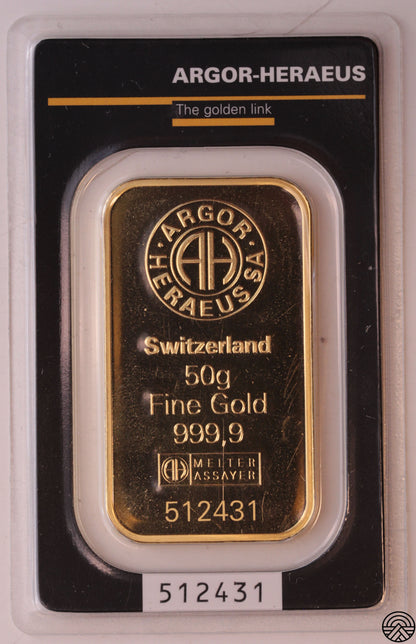 ARGOR-HERAEUS
The golden link
·ARGOR·
AH
HERAEUS SA
Switzerland
50g
Fine Gold
999,9
AH MELTER
ASSAYER
512431
512431